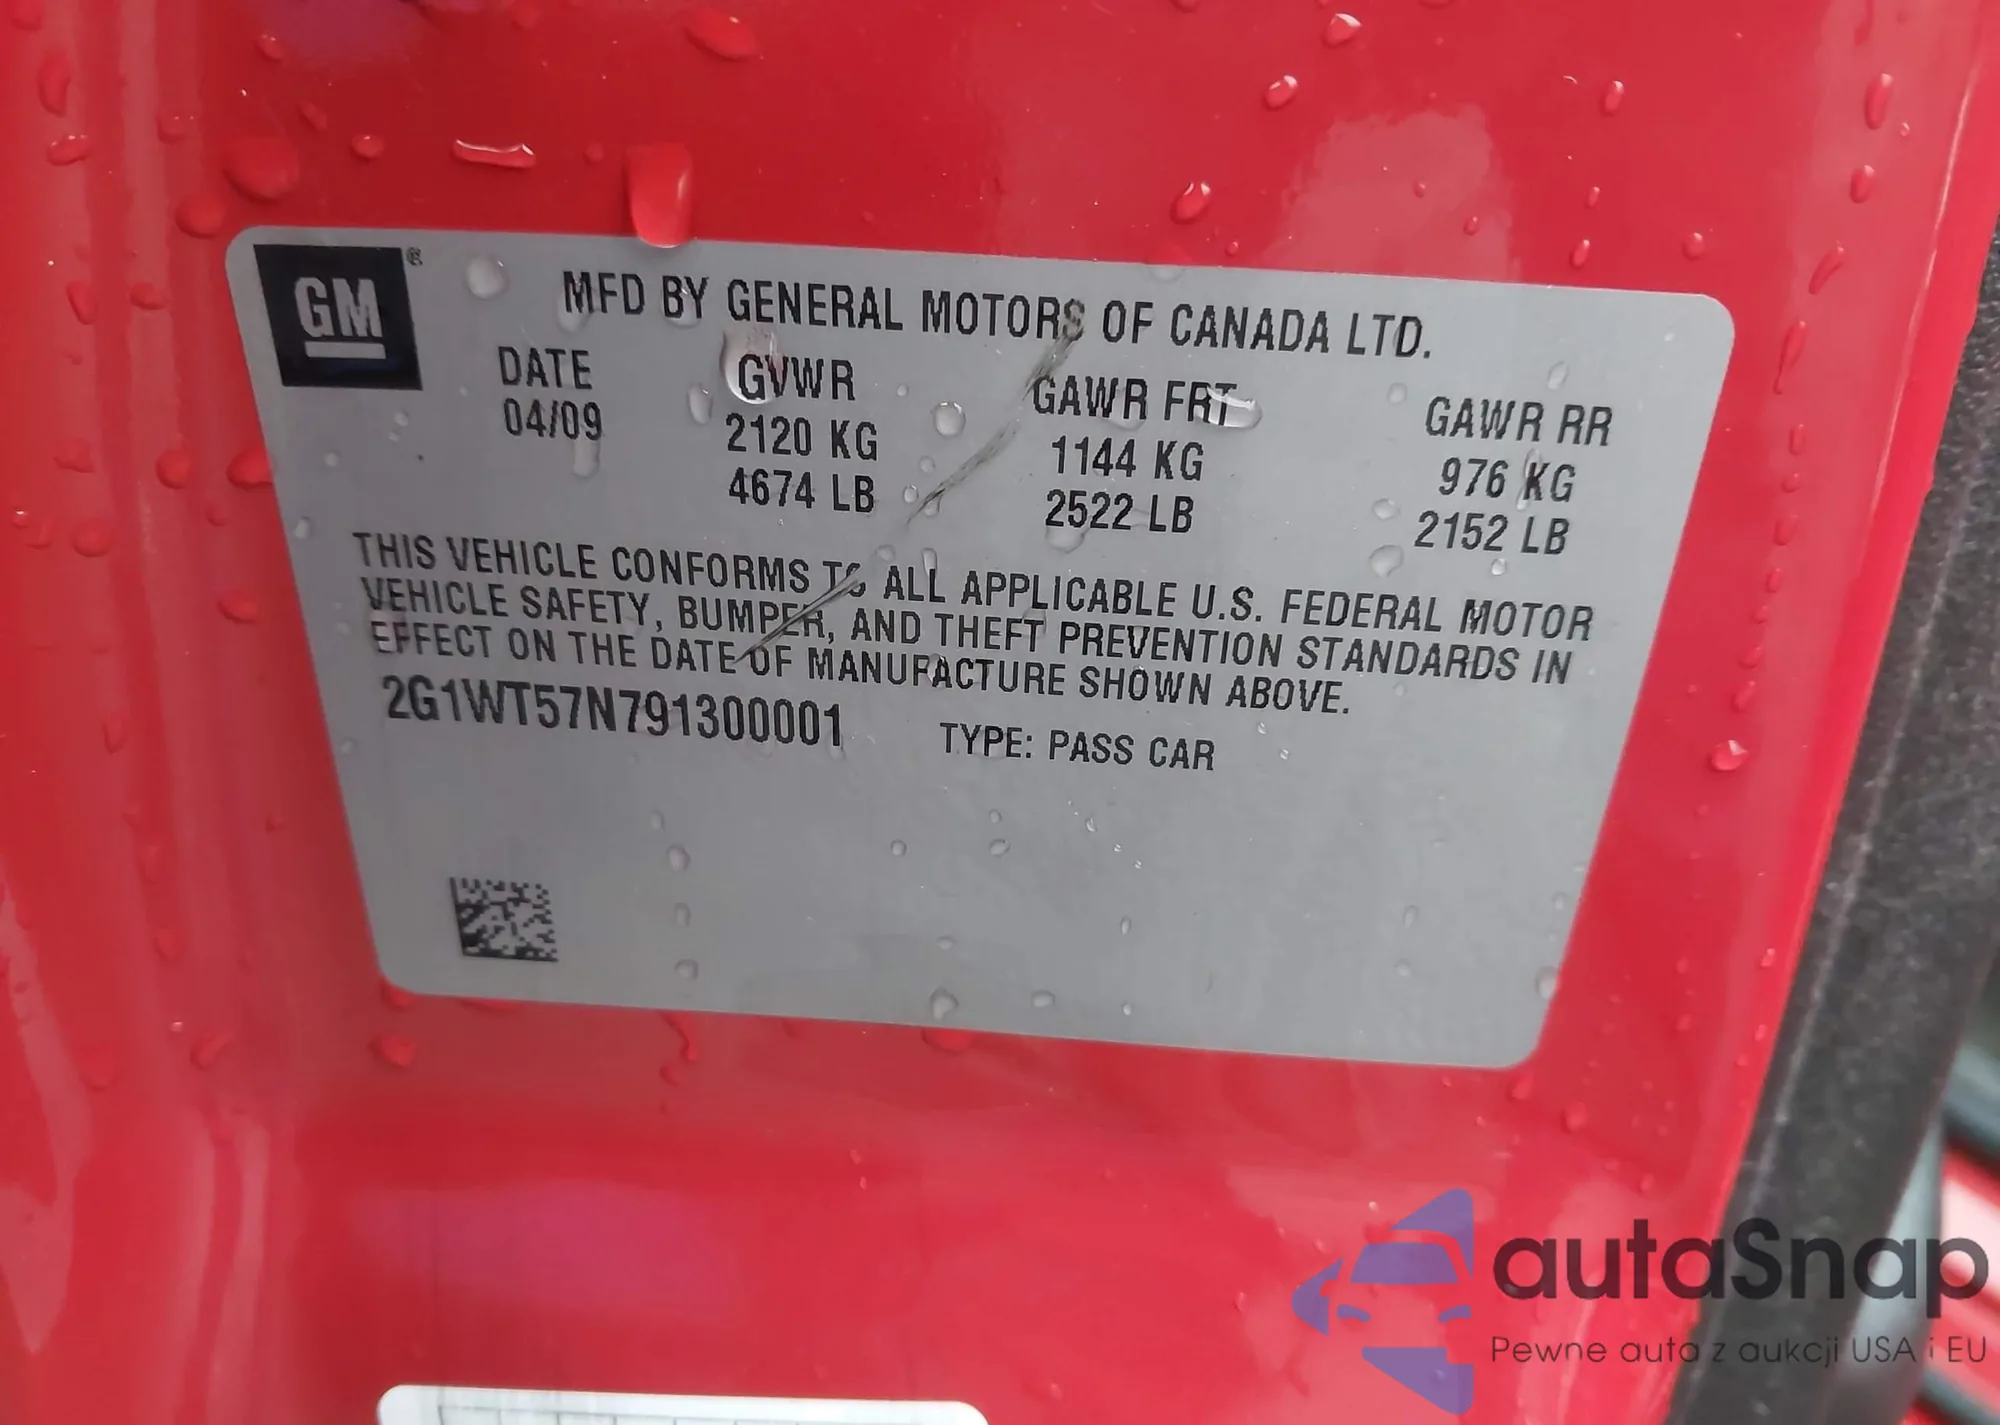 GM®
MFD BY GENERAL MOTORS OF CANADA LTD.
DATE GVWR GAWR FRT GAWR RR
04/09 2120 KG 1144 KG 976 KG
4674 LB 2522 LB 2152 LB
THIS VEHICLE CONFORMS TO ALL APPLICABLE U.S. FEDERAL MOTOR
VEHICLE SAFETY, BUMPER, AND THEFT PREVENTION STANDARDS IN
EFFECT ON THE DATE OF MANUFACTURE SHOWN ABOVE.
2G1WT57N791300001 TYPE: PASS CAR
autaSnap
Pewne auta z aukcji USA i EU